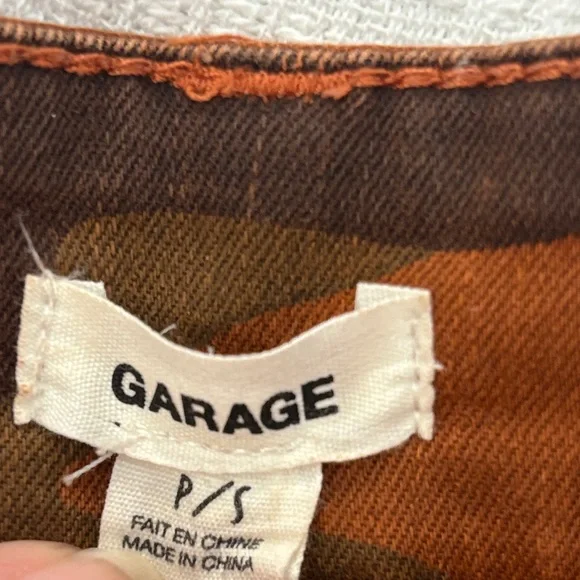 GARAGE
P/S
FAIT EN CHINE
MADE IN CHINA